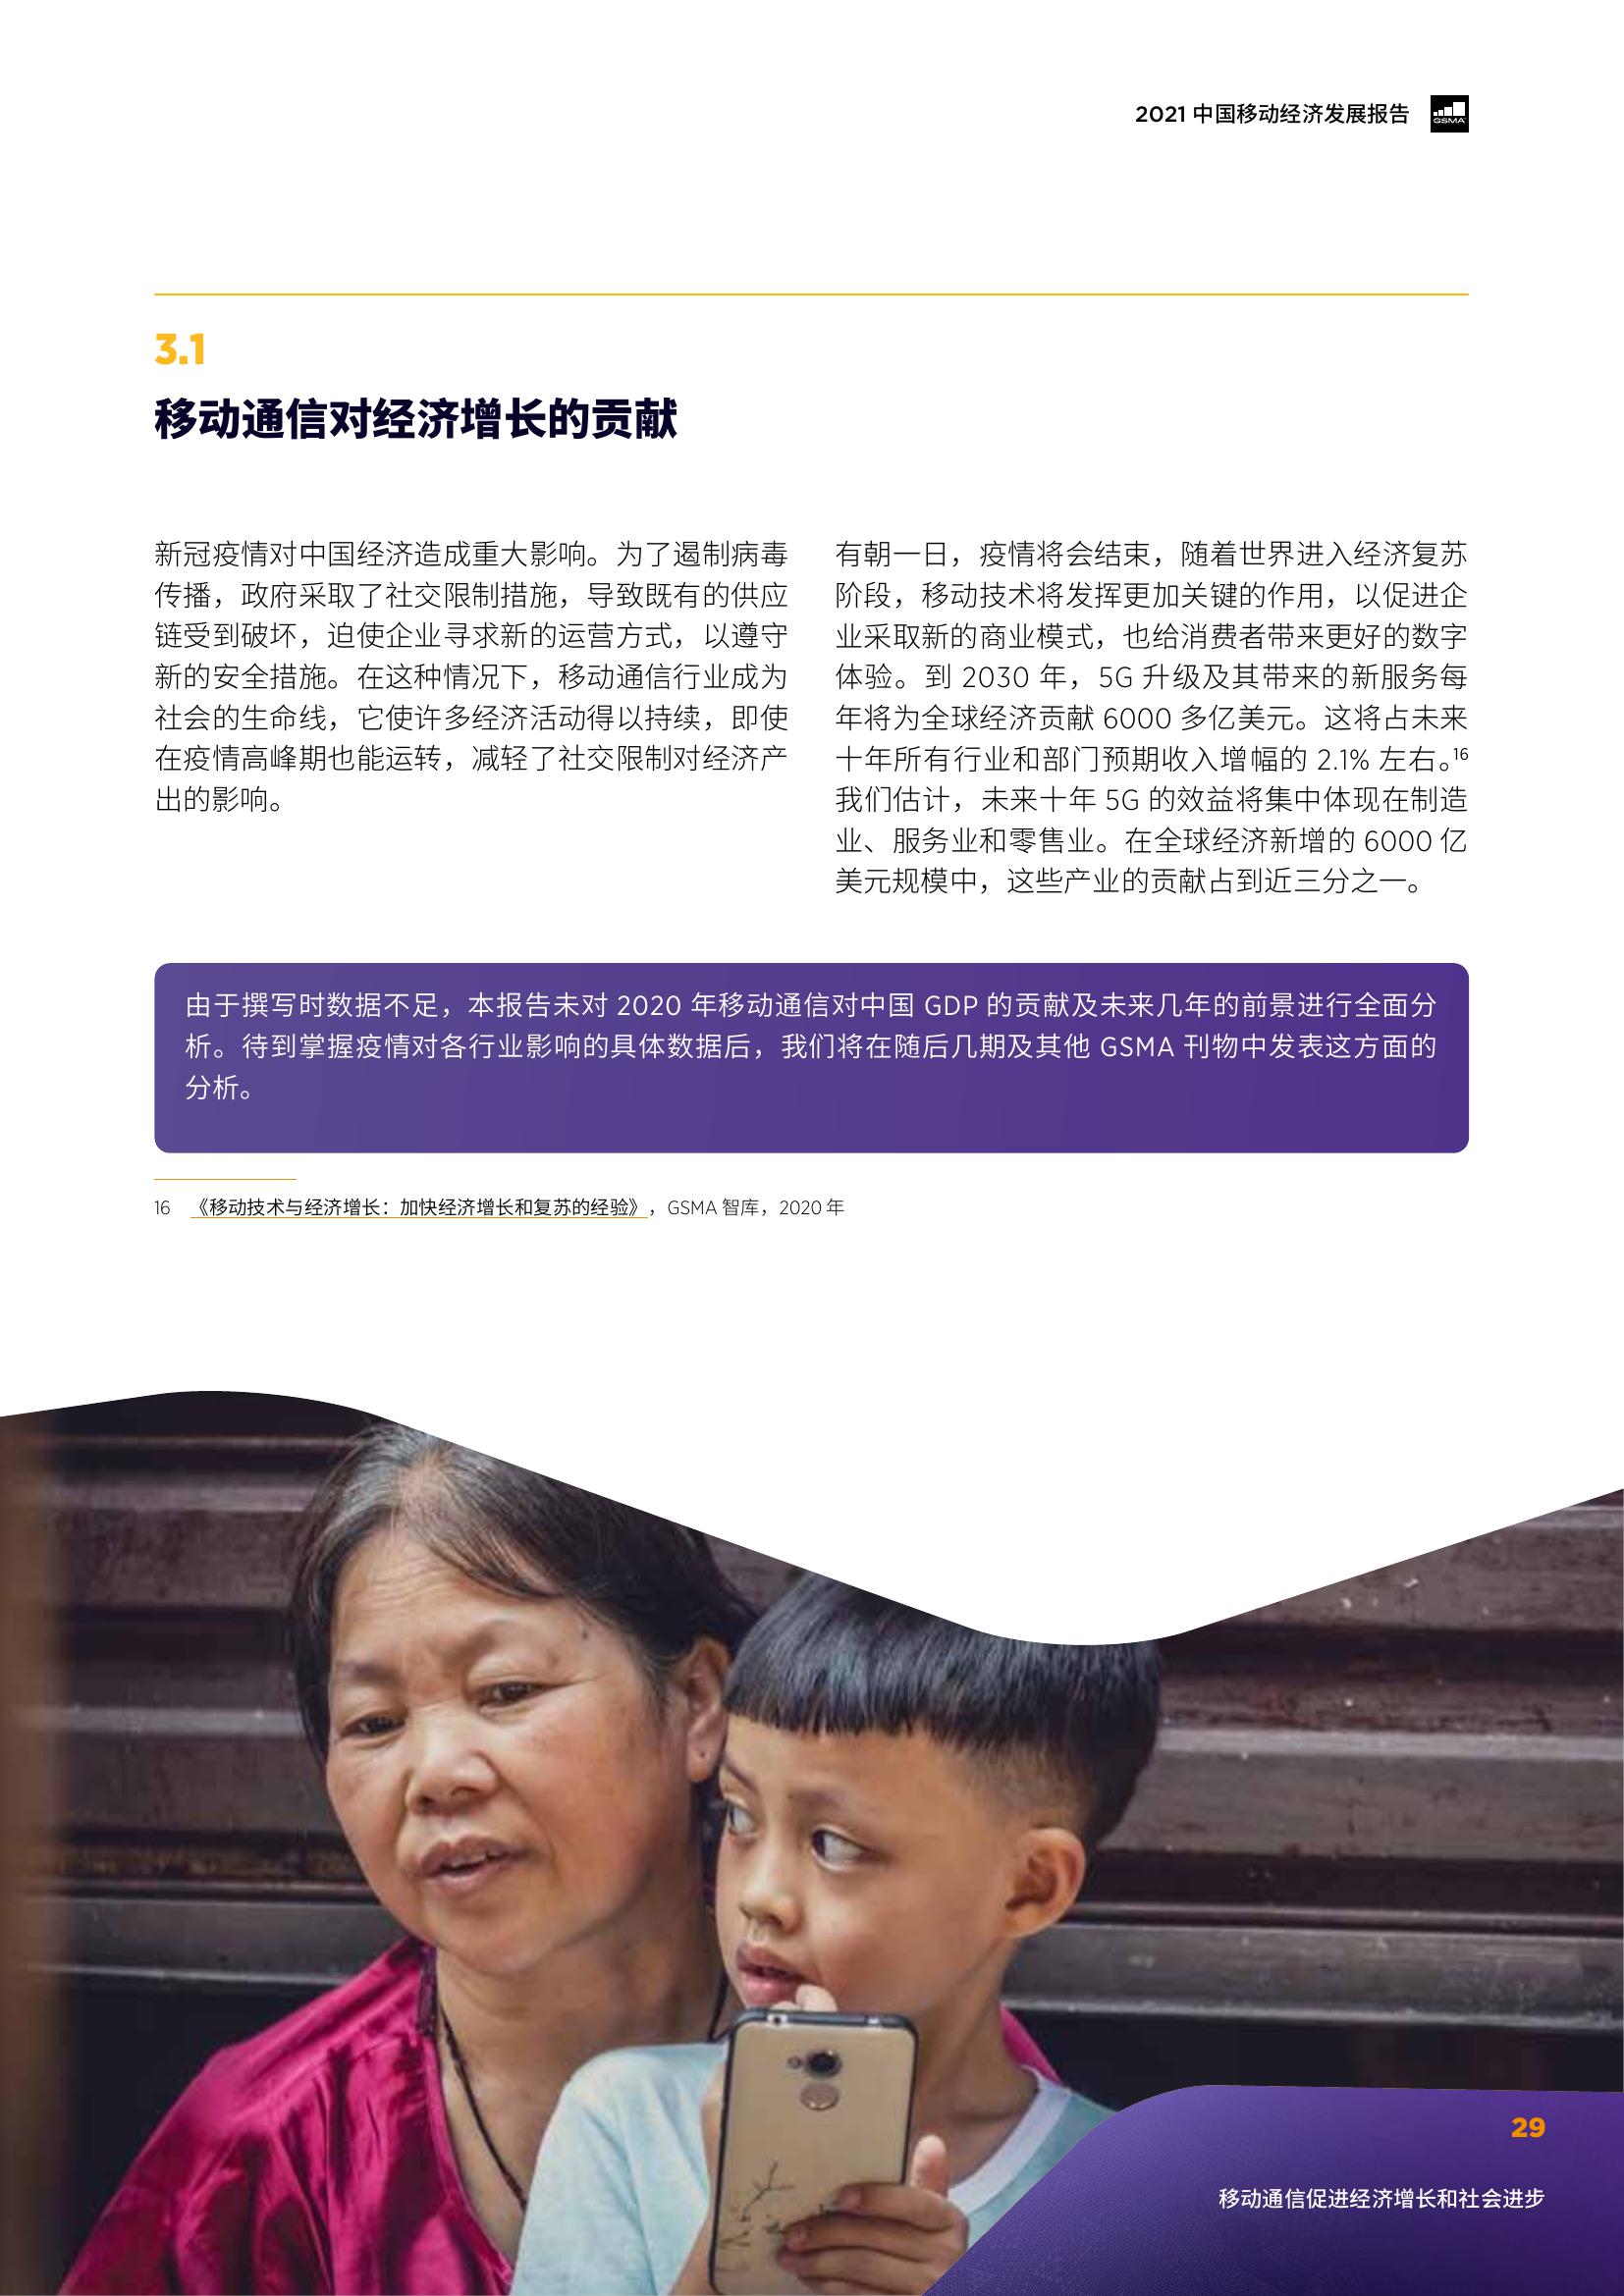 2021 中国移动经济发展报告
GSMA
3.1
移动通信对经济增长的贡献
新冠疫情对中国经济造成重大影响。为了遏制病毒
传播，政府采取了社交限制措施，导致既有的供应
链受到破坏，迫使企业寻求新的运营方式，以遵守
新的安全措施。在这种情况下，移动通信行业成为
社会的生命线，它使许多经济活动得以持续，即使
在疫情高峰期也能运转，减轻了社交限制对经济产
出的影响。
有朝一日，疫情将会结束，随着世界进入经济复苏
阶段，移动技术将发挥更加关键的作用，以促进企
业采取新的商业模式，也给消费者带来更好的数字
体验。到 2030 年，5G 升级及其带来的新服务每
年将为全球经济贡献 6000 多亿美元。这将占未来
十年所有行业和部门预期收入增幅的 2.1% 左右。16
我们估计，未来十年 5G 的效益将集中体现在制造
业、服务业和零售业。在全球经济新增的 6000 亿
美元规模中，这些产业的贡献占到近三分之一。
由于撰写时数据不足，本报告未对 2020 年移动通信对中国 GDP 的贡献及未来几年的前景进行全面分
析。待到掌握疫情对各行业影响的具体数据后，我们将在随后几期及其他 GSMA 刊物中发表这方面的
分析。
16 《移动技术与经济增长：加快经济增长和复苏的经验》，GSMA 智库，2020 年
29
移动通信促进经济增长和社会进步